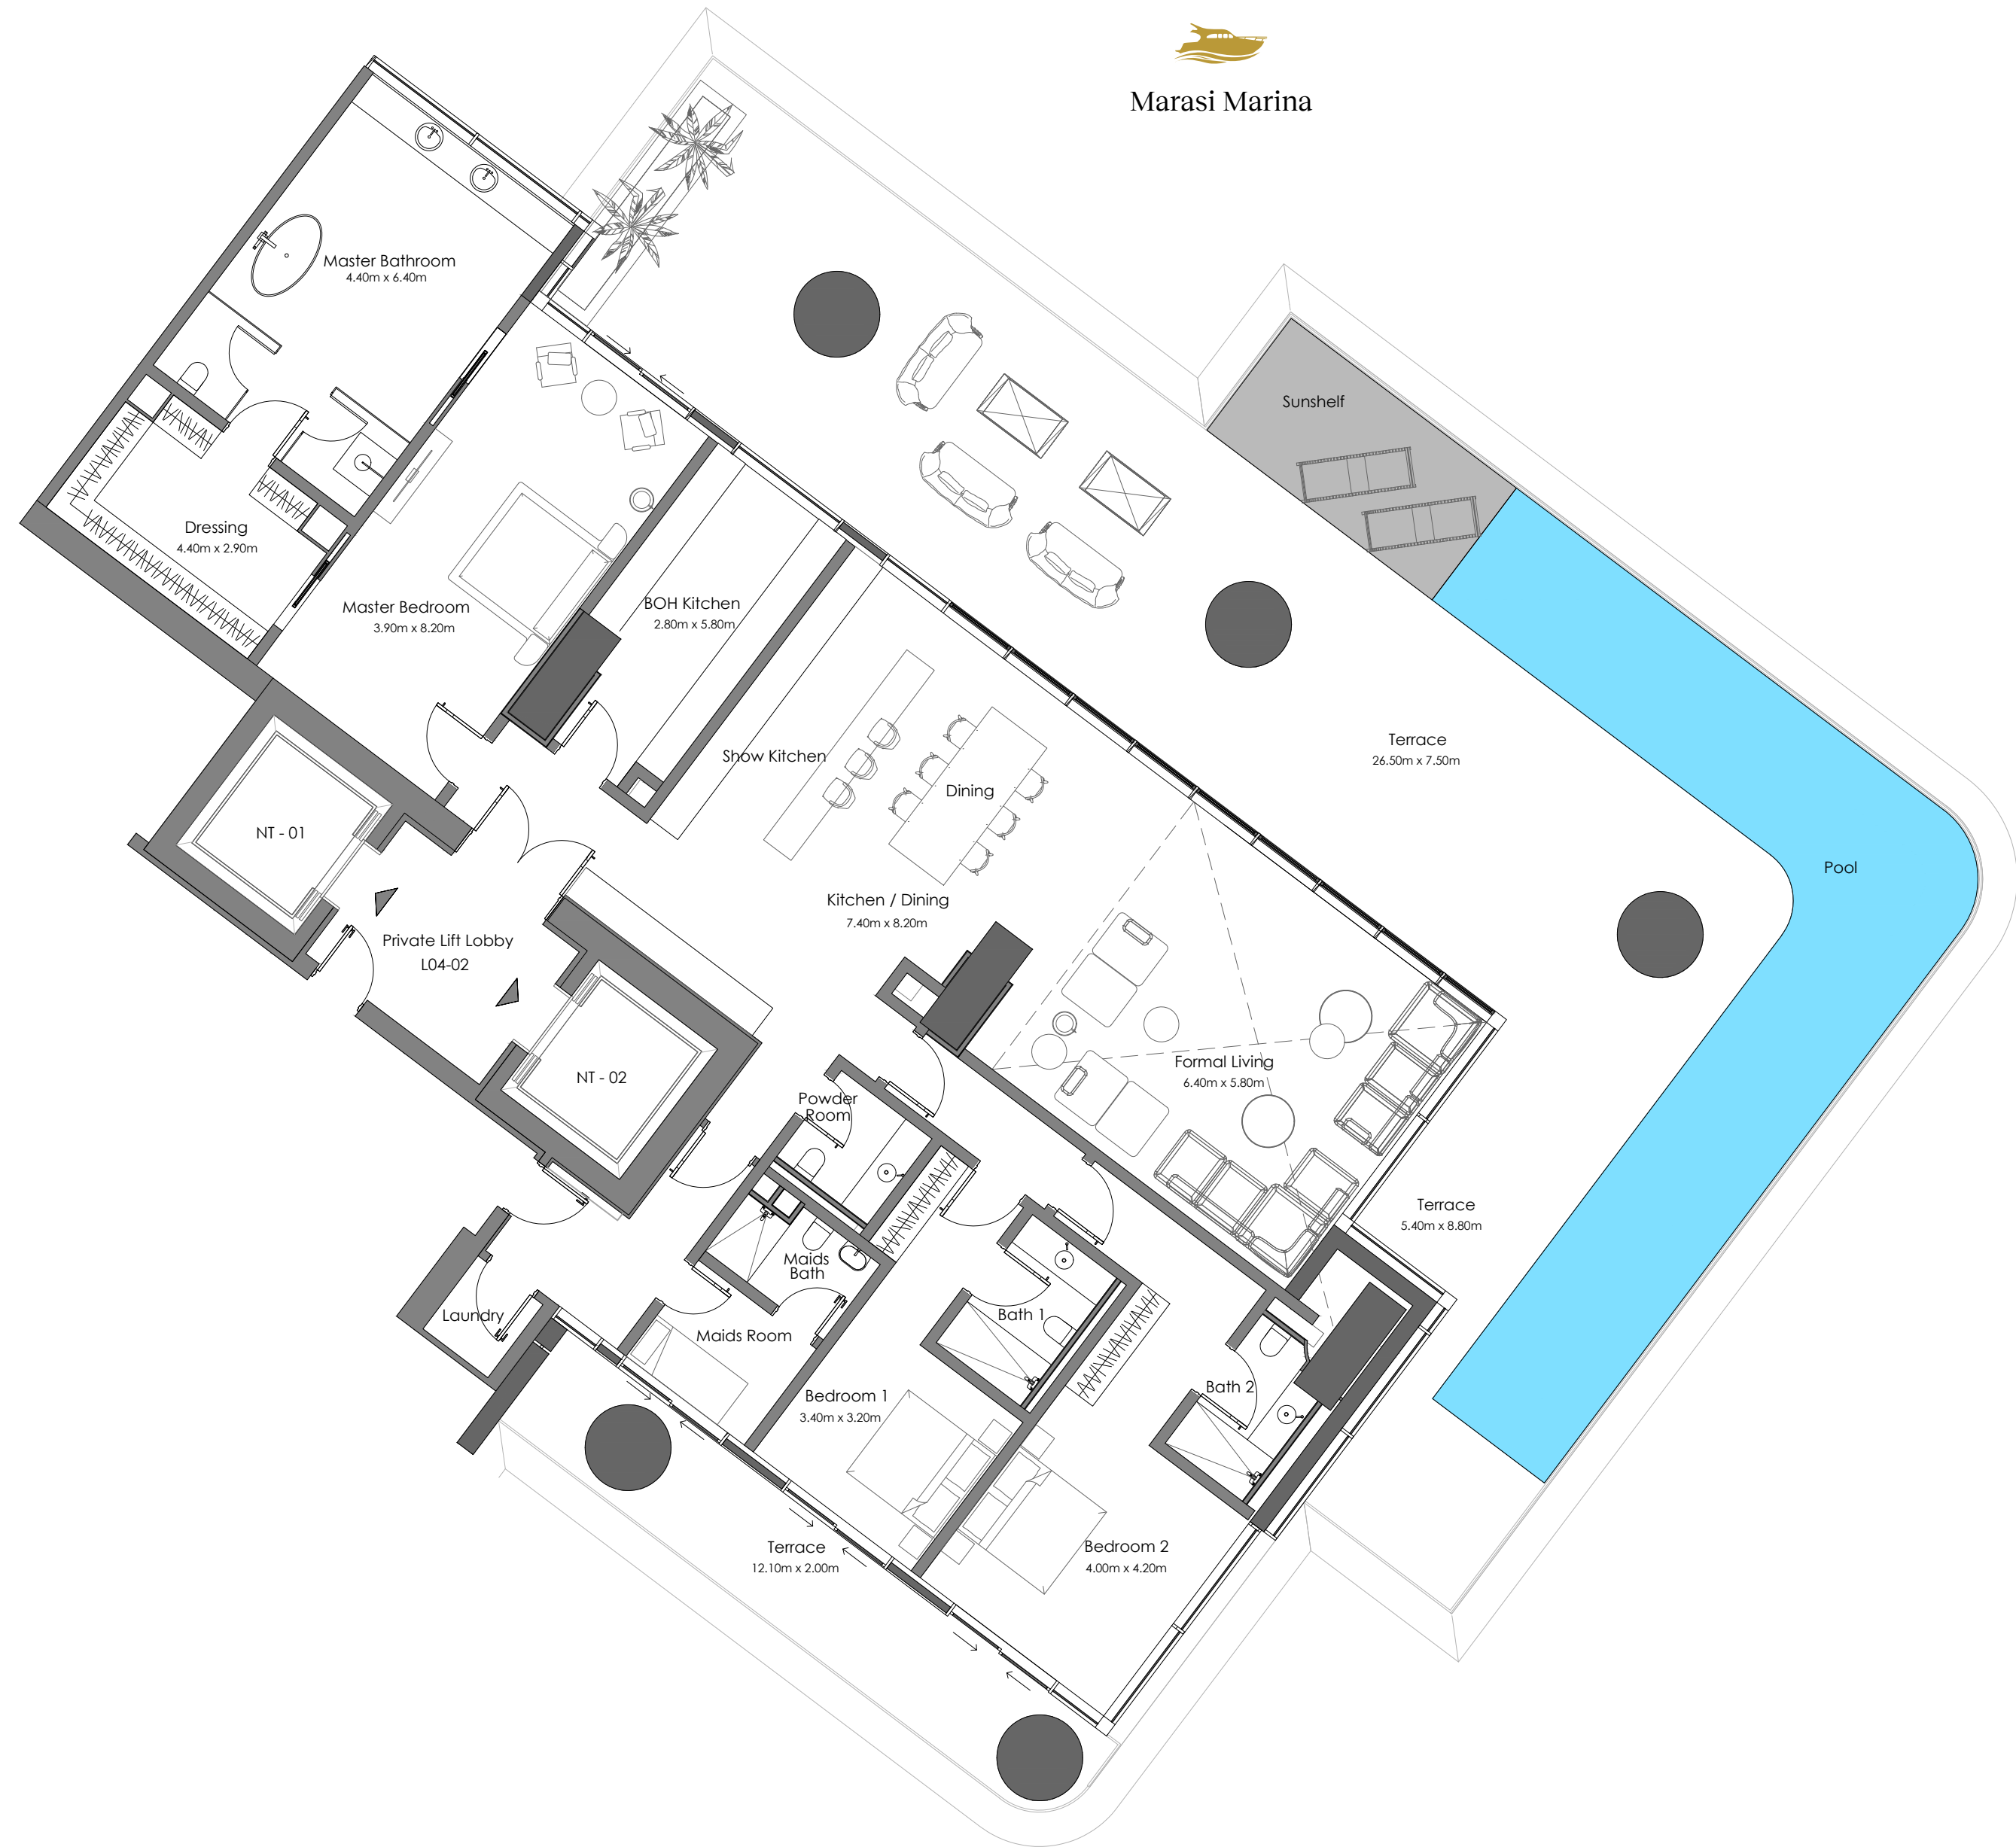 Marasi Marina
Master Bathroom
4.40m x 6.40m
Sunshelf
Dressing
4.40m x 2.90m
Master Bedroom
3.90m x 8.20m
BOH Kitchen
2.80m x 5.80m
Show Kitchen
Dining
Terrace
26.50m x 7.50m
NT - 01
Pool
Kitchen / Dining
7.40m x 8.20m
Private Lift Lobby
L04-02
NT - 02
Formal Living
6.40m x 5.80m
Powder
Room
Terrace
5.40m x 8.80m
Maids
Bath
Laundry
Maids Room
Bath 1
Bedroom 1
3.40m x 3.20m
Bath 2
Terrace
12.10m x 2.00m
Bedroom 2
4.00m x 4.20m